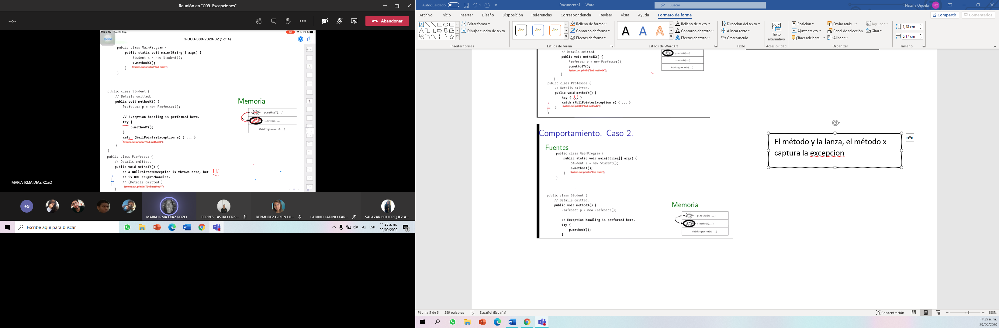 Reunión en "C09. Excepciones"
--:--
Abandonar
11:25 AM Tue 29 Sep
79 %
Done
!POOB-S09-2020-02 (1 of 4)
public class MainProgram {
public static void main(String[] args) {
Student s = new Student();
s.methodX();
} System.out.println("End main");
}
public class Student {
// Details omitted.
public void methodX() {
Professor p = new Professor();
// Exception handling is performed here.
try {
p.methodY();
}
catch (NullPointerException e) { ... }
System.out.println("End methodX");
}
}
Memoria
p.methodY(...)
s.methodX(...)
MainProgram.main(...)
public class Professor {
// Details omitted.
public void methodY() {
// A NullPointerException is thrown here, but !!!
// is NOT caught/handled.
// (Details omitted.)
System.out.println("End methodY");
}
MARIA IRMA DIAZ ROZO
+9
MARIA IRMA DIAZ ROZO
TORRES CASTRO CRIS...
BERMUDEZ GIRON LU...
LADINO LADINO KAR...
SALAZAR BOHORQUEZ A...
Escribe aquí para buscar
ESP
11:25 a. m.
29/09/2020
1
Autoguardado
Documento1 - Word
Buscar
Natalia Orjuela
NO
Archivo Inicio Insertar Diseño Disposición Referencias Correspondencia Revisar Vista Ayuda Formato de forma
Compartir
Comentarios
Editar forma
Dibujar cuadro de texto
Insertar formas
Abc Abc Abc
Relleno de forma
Contorno de forma
Efectos de forma
Estilos de forma
A A A
Relleno de texto
Contorno de texto
Efectos de texto
Estilos de WordArt
Dirección del texto
Alinear texto
Crear vínculo
Texto
Texto
alternativo
Accesibilidad
Posición
Ajustar texto
Traer adelante
Enviar atrás
Panel de selección
Alinear
Agrupar
Girar
Organizar
1,58 cm
6,17 cm
Tamaño
// Details omitted.
public void methodX() {
Professor p = new Professor();
p.methodY();
System.out.println("End methodX");
}
}
p.methodY(...)
s.methodX(...)
MainProgram.main(...)
public class Professor {
// Details omitted.
public void methodY() {
try { ... }
catch (NullPointerException e) { ... }
} System.out.println("End methodY");
Comportamiento. Caso 2.
Fuentes
public class MainProgram {
public static void main(String[] args) {
Student s = new Student();
s.methodX();
} System.out.println("End main");
}
public class Student {
// Details omitted.
public void methodX() {
Professor p = new Professor();
// Exception handling is performed here.
try {
p.methodY();
}
Memoria
p.methodY(...)
s.methodX(...)
MainProgram.main(...)
El método y la lanza, el método x
captura la excepcion
Página 5 de 5
389 palabras
Español (España)
Concentración
188%
11:25 a. m.
29/09/2020